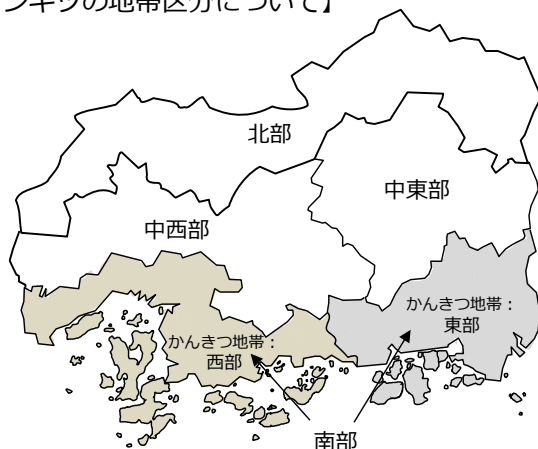 ンキツの地帯区分について】
北部
中東部
中西部
かんきつ地帯：
東部
かんきつ地帯：
西部
南部